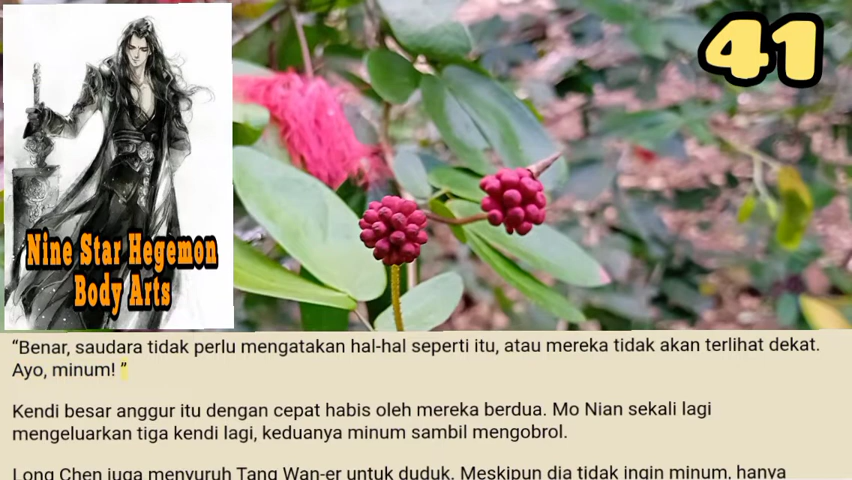 41
Nine Star Hegemon
Body Arts
“Benar, saudara tidak perlu mengatakan hal-hal seperti itu, atau mereka tidak akan terlihat dekat.
Ayo, minum! ”
Kendi besar anggur itu dengan cepat habis oleh mereka berdua. Mo Nian sekali lagi
mengeluarkan tiga kendi lagi, keduanya minum sambil mengobrol.
Long Chen juga menyuruh Tang Wan-er untuk duduk. Meskipun dia tidak ingin minum, hanya